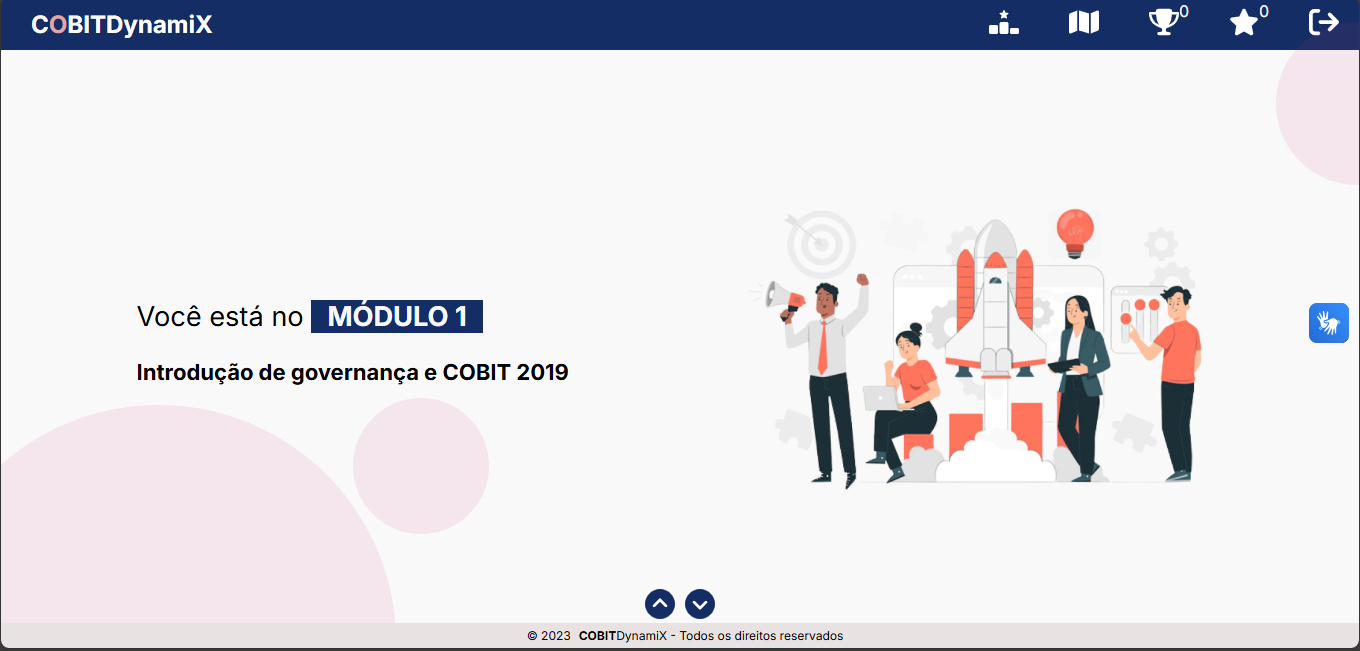 COBITDynamiX
0
0
Você está no MÓDULO 1
Introdução de governança e COBIT 2019
© 2023 COBITDynamiX - Todos os direitos reservados